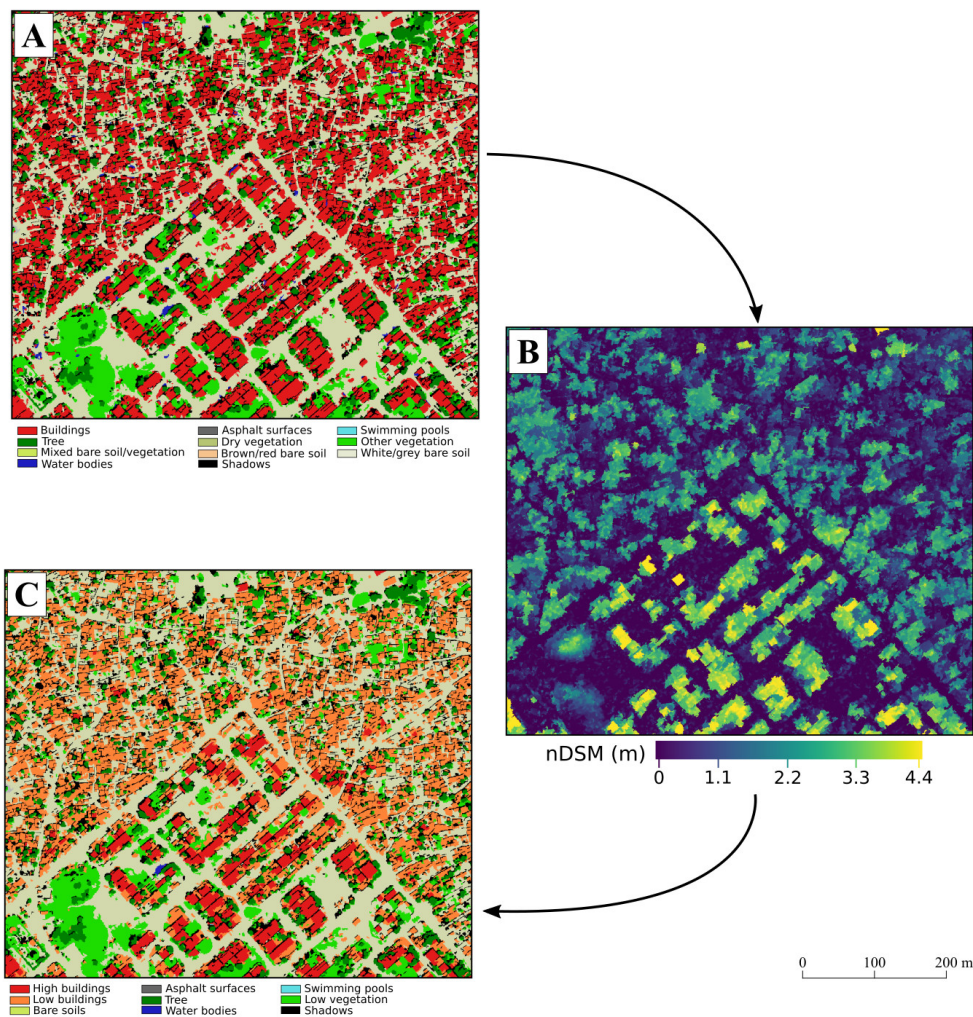 A
Buildings Asphalt surfaces Swimming pools
Tree Dry vegetation Other vegetation
Mixed bare soil/vegetation Brown/red bare soil White/grey bare soil
Water bodies Shadows
B
nDSM (m)
0 1.1 2.2 3.3 4.4
C
High buildings Asphalt surfaces Swimming pools
Low buildings Tree Low vegetation
Bare soils Water bodies Shadows
0 100 200 m